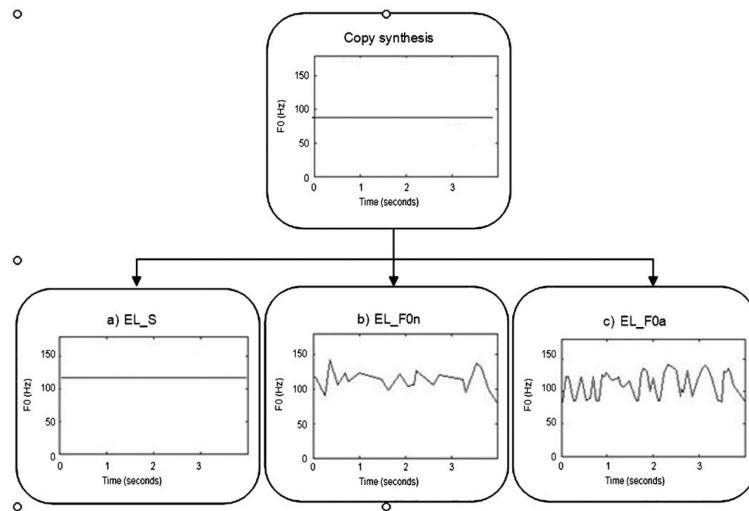 Copy synthesis
150
100
50
0
F0 (Hz)
0 1 2 3
Time (seconds)
a) EL_S
150
100
50
0
F0 (Hz)
0 1 2 3
Time (seconds)
b) EL_F0n
150
100
50
0
F0 (Hz)
0 1 2 3
Time (seconds)
c) EL_F0a
150
100
50
0
F0 (Hz)
0 1 2 3
Time (seconds)